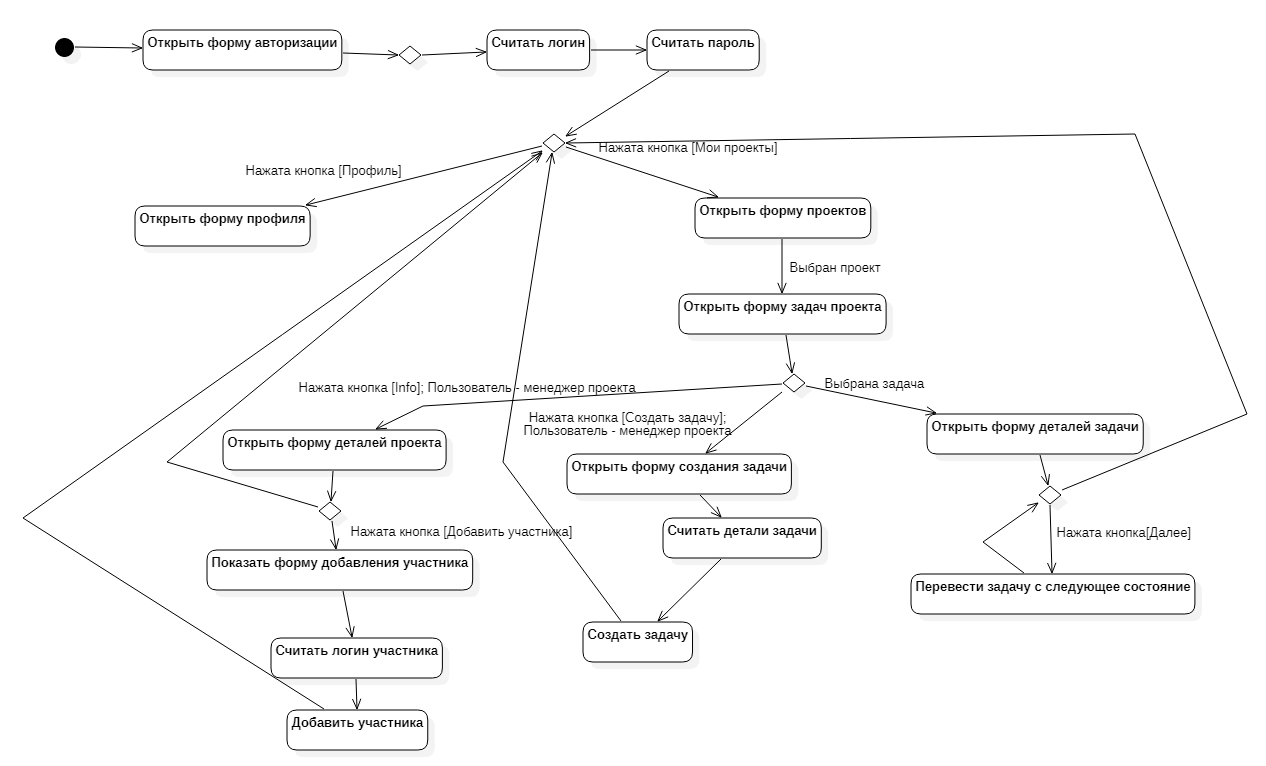 Открыть форму авторизации
Считать логин
Считать пароль
Нажата кнопка [Мои проекты]
Нажата кнопка [Профиль]
Открыть форму профиля
Открыть форму проектов
Выбран проект
Открыть форму задач проекта
Нажата кнопка [Info]; Пользователь - менеджер проекта
Выбрана задача
Нажата кнопка [Создать задачу];
Пользователь - менеджер проекта
Открыть форму деталей проекта
Открыть форму создания задачи
Открыть форму деталей задачи
Нажата кнопка [Добавить участника]
Считать детали задачи
Нажата кнопка[Далее]
Показать форму добавления участника
Перевести задачу с следующее состояние
Считать логин участника
Создать задачу
Добавить участника